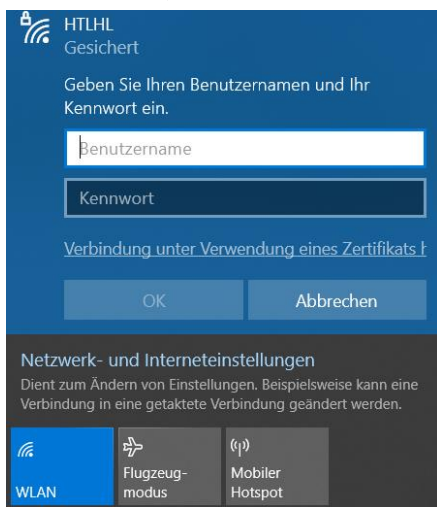 HTLHL
Gesichert
Geben Sie Ihren Benutzernamen und Ihr
Kennwort ein.
Benutzername
Kennwort
Verbindung unter Verwendung eines Zertifikats
OK
Abbrechen
Netzwerk- und Interneteinstellungen
Dient zum Ändern von Einstellungen. Beispielsweise kann eine
Verbindung in eine getaktete Verbindung geändert werden.
WLAN
Flugzeug-
modus
Mobiler
Hotspot